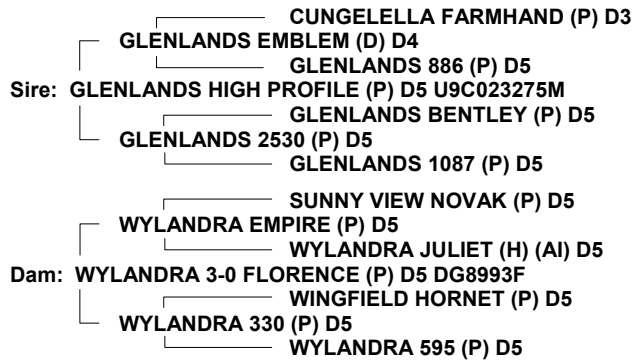 CUNGELELLA FARMHAND (P) D3
GLENLANDS EMBLEM (D) D4
GLENLANDS 886 (P) D5
Sire: GLENLANDS HIGH PROFILE (P) D5 U9C023275M
GLENLANDS BENTLEY (P) D5
GLENLANDS 2530 (P) D5
GLENLANDS 1087 (P) D5
SUNNY VIEW NOVAK (P) D5
WYLANDRA EMPIRE (P) D5
WYLANDRA JULIET (H) (AI) D5
Dam: WYLANDRA 3-0 FLORENCE (P) D5 DG8993F
WINGFIELD HORNET (P) D5
WYLANDRA 330 (P) D5
WYLANDRA 595 (P) D5